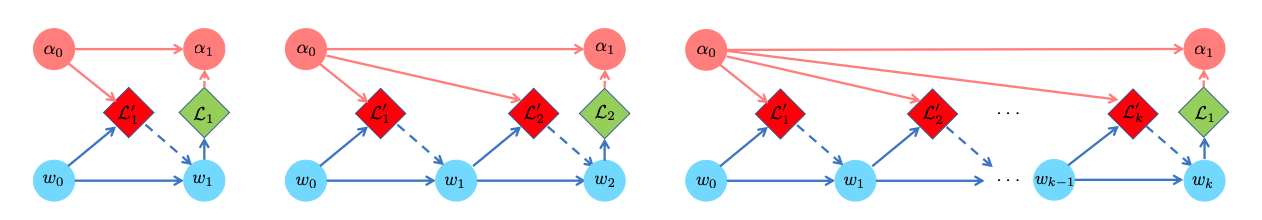 α₀ α₁ α₀ α₁ α₀ α₁
ℒ′₁ ℒ₁ ℒ′₁ ℒ′₂ ℒ₂ ℒ′₁ ℒ′₂ ··· ℒ′ₖ ℒ₁
w₀ w₁ w₀ w₁ w₂ w₀ w₁ ··· wₖ₋₁ wₖ